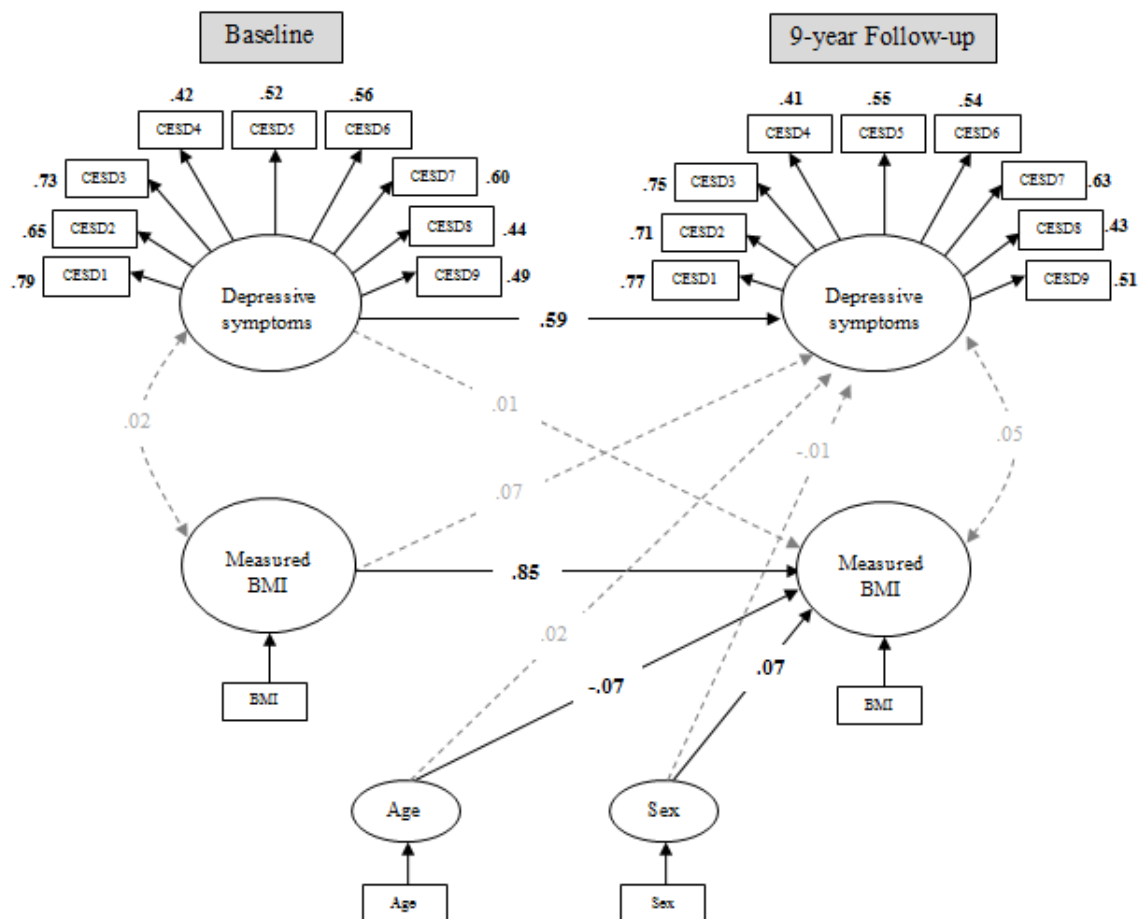 Baseline
9-year Follow-up
.42 .52 .56
CESD4 CESD5 CESD6
.73 CESD3 CESD7 .60
.65 CESD2 CESD8 .44
.79 CESD1 CESD9 .49
Depressive
symptoms
.41 .55 .54
CESD4 CESD5 CESD6
.75 CESD3 CESD7 .63
.71 CESD2 CESD8 .43
.77 CESD1 CESD9 .51
Depressive
symptoms
.59
.02
.01
-.01
.05
.07
Measured
BMI
.85
Measured
BMI
.02
-.07
.07
BMI
BMI
Age
Sex
Age
Sex